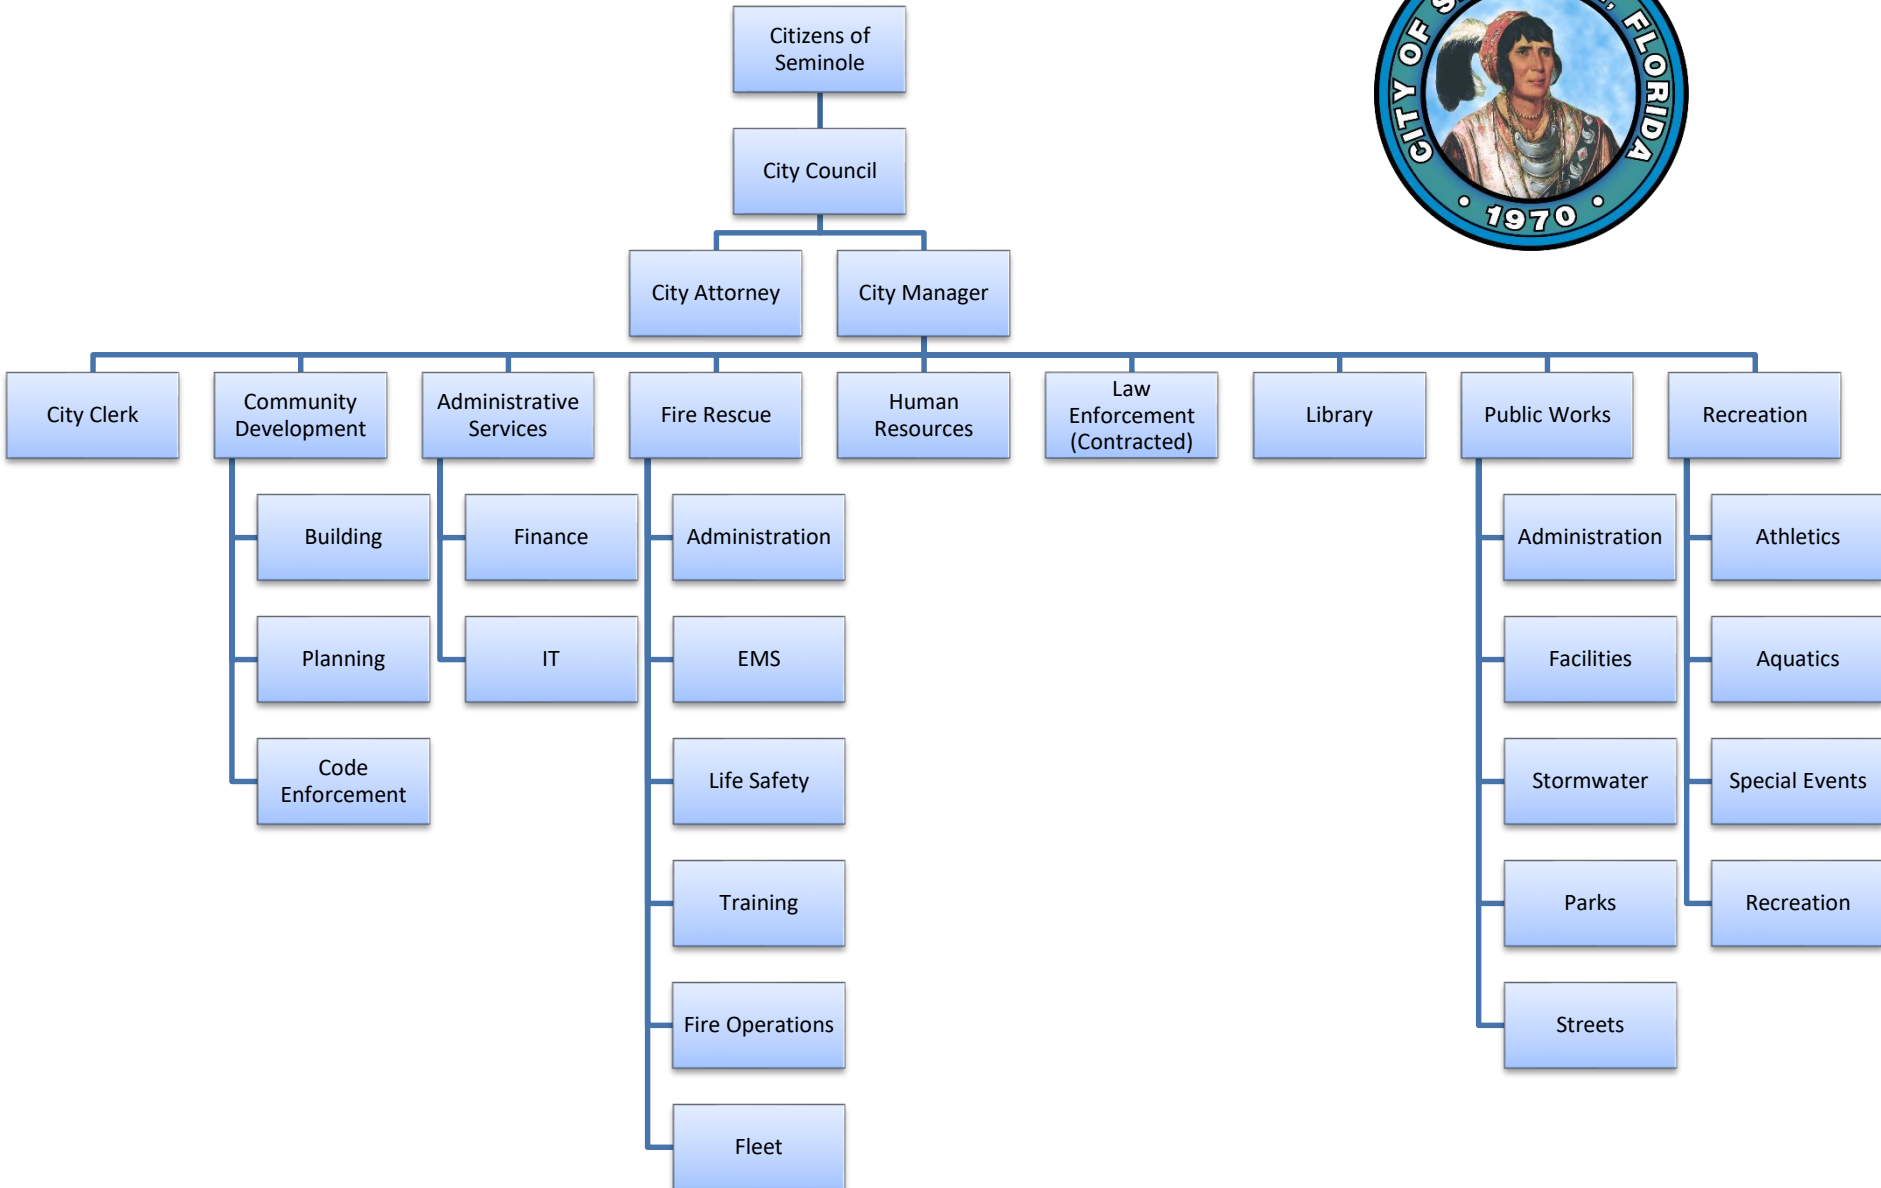 Citizens of
Seminole
CITY OF
FLORIDA
1970
City Council
City Attorney
City Manager
City Clerk
Community
Development
Administrative
Services
Fire Rescue
Human
Resources
Law
Enforcement
(Contracted)
Library
Public Works
Recreation
Building
Finance
Administration
Administration
Athletics
Planning
IT
EMS
Facilities
Aquatics
Code
Enforcement
Life Safety
Stormwater
Special Events
Training
Parks
Recreation
Fire Operations
Streets
Fleet